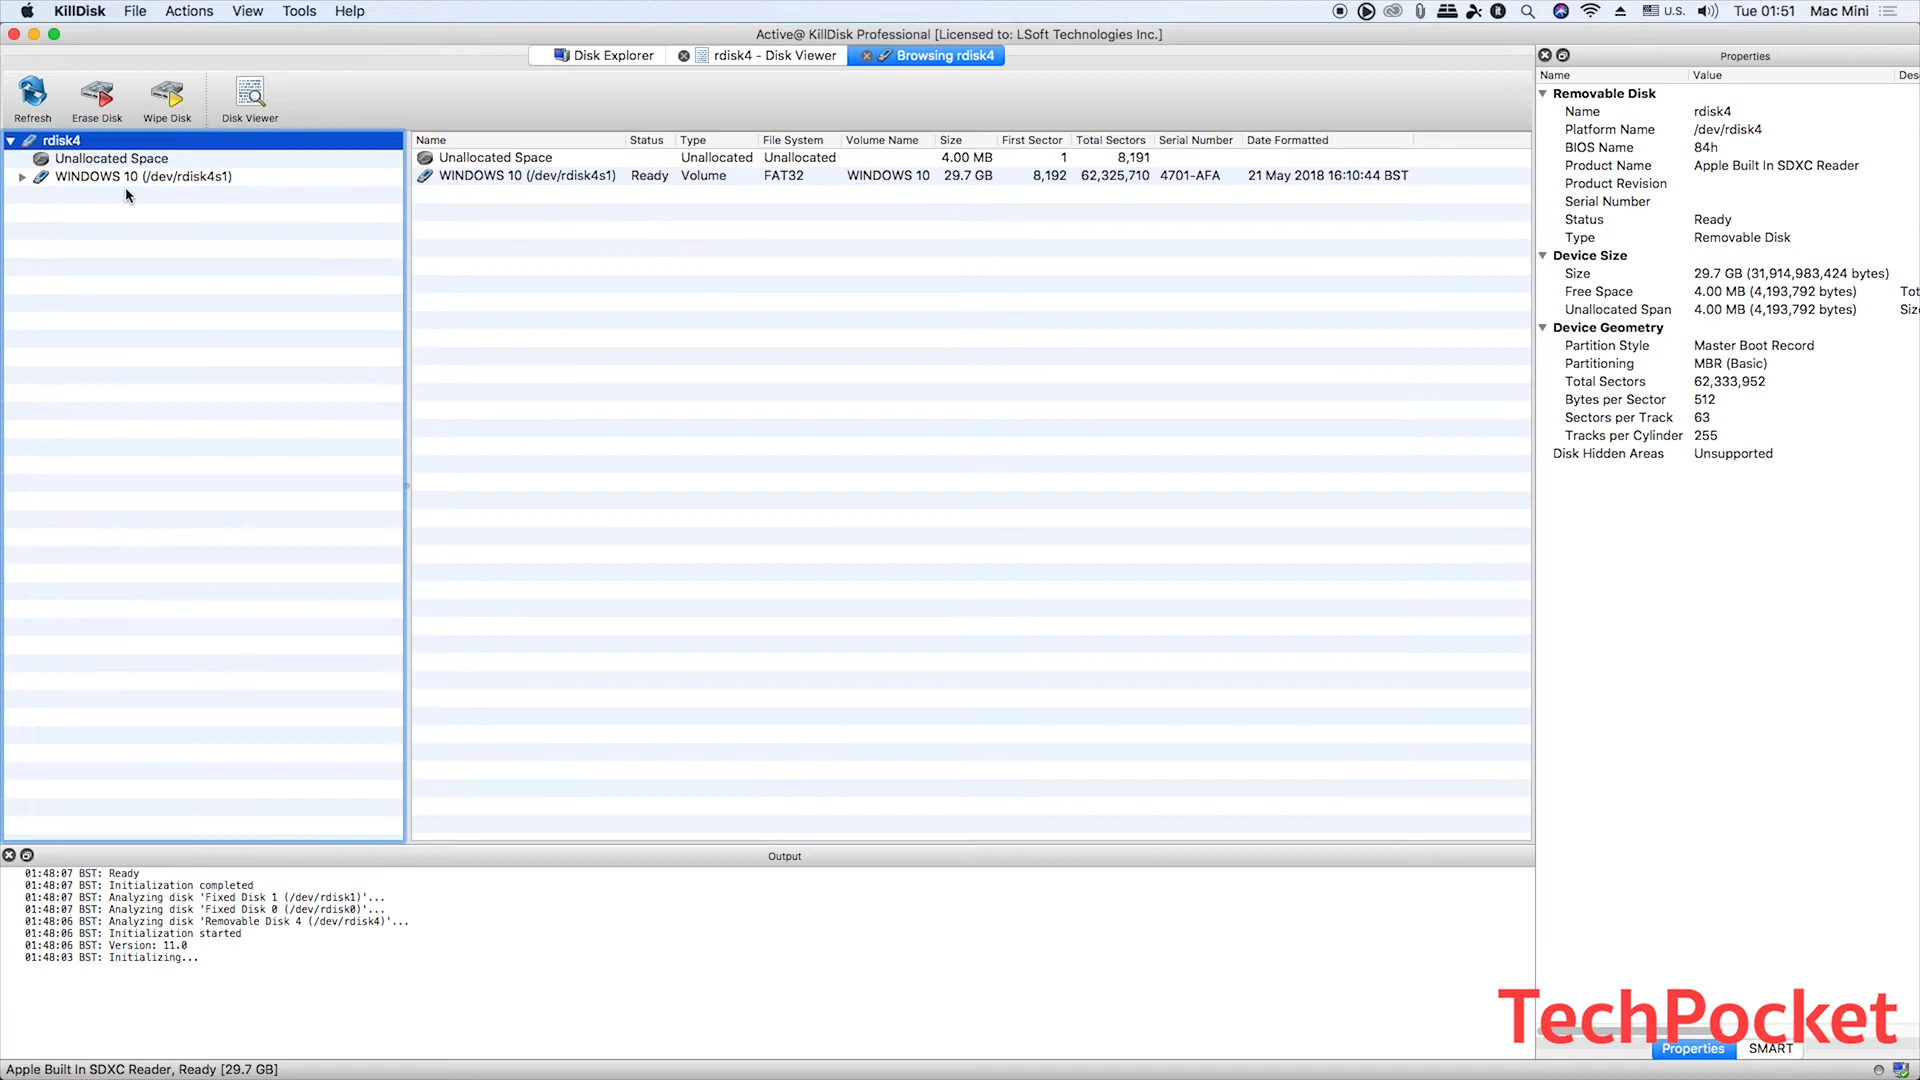 KillDisk File Actions View Tools Help U.S. Tue 01:51 Mac Mini
Active@ KillDisk Professional [Licensed to: LSoft Technologies Inc.]
Disk Explorer rdisk4 - Disk Viewer Browsing rdisk4
Refresh Erase Disk Wipe Disk Disk Viewer
rdisk4
Unallocated Space
WINDOWS 10 (/dev/rdisk4s1)
Name Status Type File System Volume Name Size First Sector Total Sectors Serial Number Date Formatted
Unallocated Space Unallocated Unallocated 4.00 MB 1 8,191
WINDOWS 10 (/dev/rdisk4s1) Ready Volume FAT32 WINDOWS 10 29.7 GB 8,192 62,325,710 4701-AFA 21 May 2018 16:10:44 BST
Properties
Name Value Des
Removable Disk
Name rdisk4
Platform Name /dev/rdisk4
BIOS Name 84h
Product Name Apple Built In SDXC Reader
Product Revision
Serial Number
Status Ready
Type Removable Disk
Device Size
Size 29.7 GB (31,914,983,424 bytes)
Free Space 4.00 MB (4,193,792 bytes) Tot
Unallocated Span 4.00 MB (4,193,792 bytes) Siz
Device Geometry
Partition Style Master Boot Record
Partitioning MBR (Basic)
Total Sectors 62,333,952
Bytes per Sector 512
Sectors per Track 63
Tracks per Cylinder 255
Disk Hidden Areas Unsupported
Output
01:48:07 BST: Ready
01:48:07 BST: Initialization completed
01:48:07 BST: Analyzing disk 'Fixed Disk 1 (/dev/rdisk1)'...
01:48:07 BST: Analyzing disk 'Fixed Disk 0 (/dev/rdisk0)'...
01:48:06 BST: Analyzing disk 'Removable Disk 4 (/dev/rdisk4)'...
01:48:06 BST: Initialization started
01:48:06 BST: Version: 11.0
01:48:03 BST: Initializing...
TechPocket
Properties SMART
Apple Built In SDXC Reader, Ready [29.7 GB]